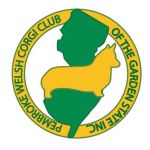 PEMBROKE WELSH CORGI CLUB
OF THE GARDEN STATE INC.